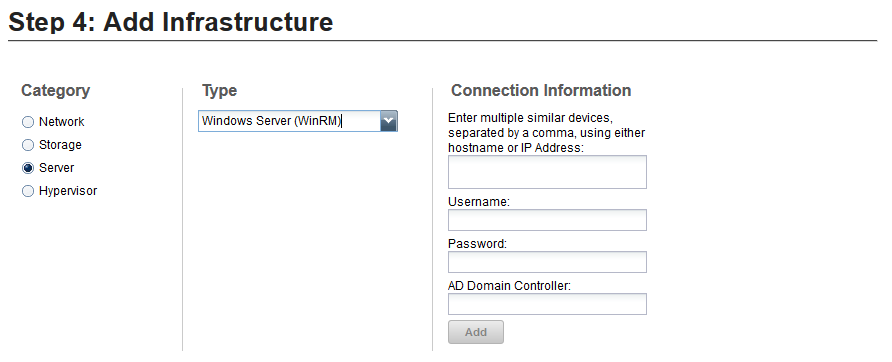 Step 4: Add Infrastructure
Category
Network
Storage
Server
Hypervisor
Type
Windows Server (WinRM)
Connection Information
Enter multiple similar devices,
separated by a comma, using either
hostname or IP Address:
Username:
Password:
AD Domain Controller:
Add